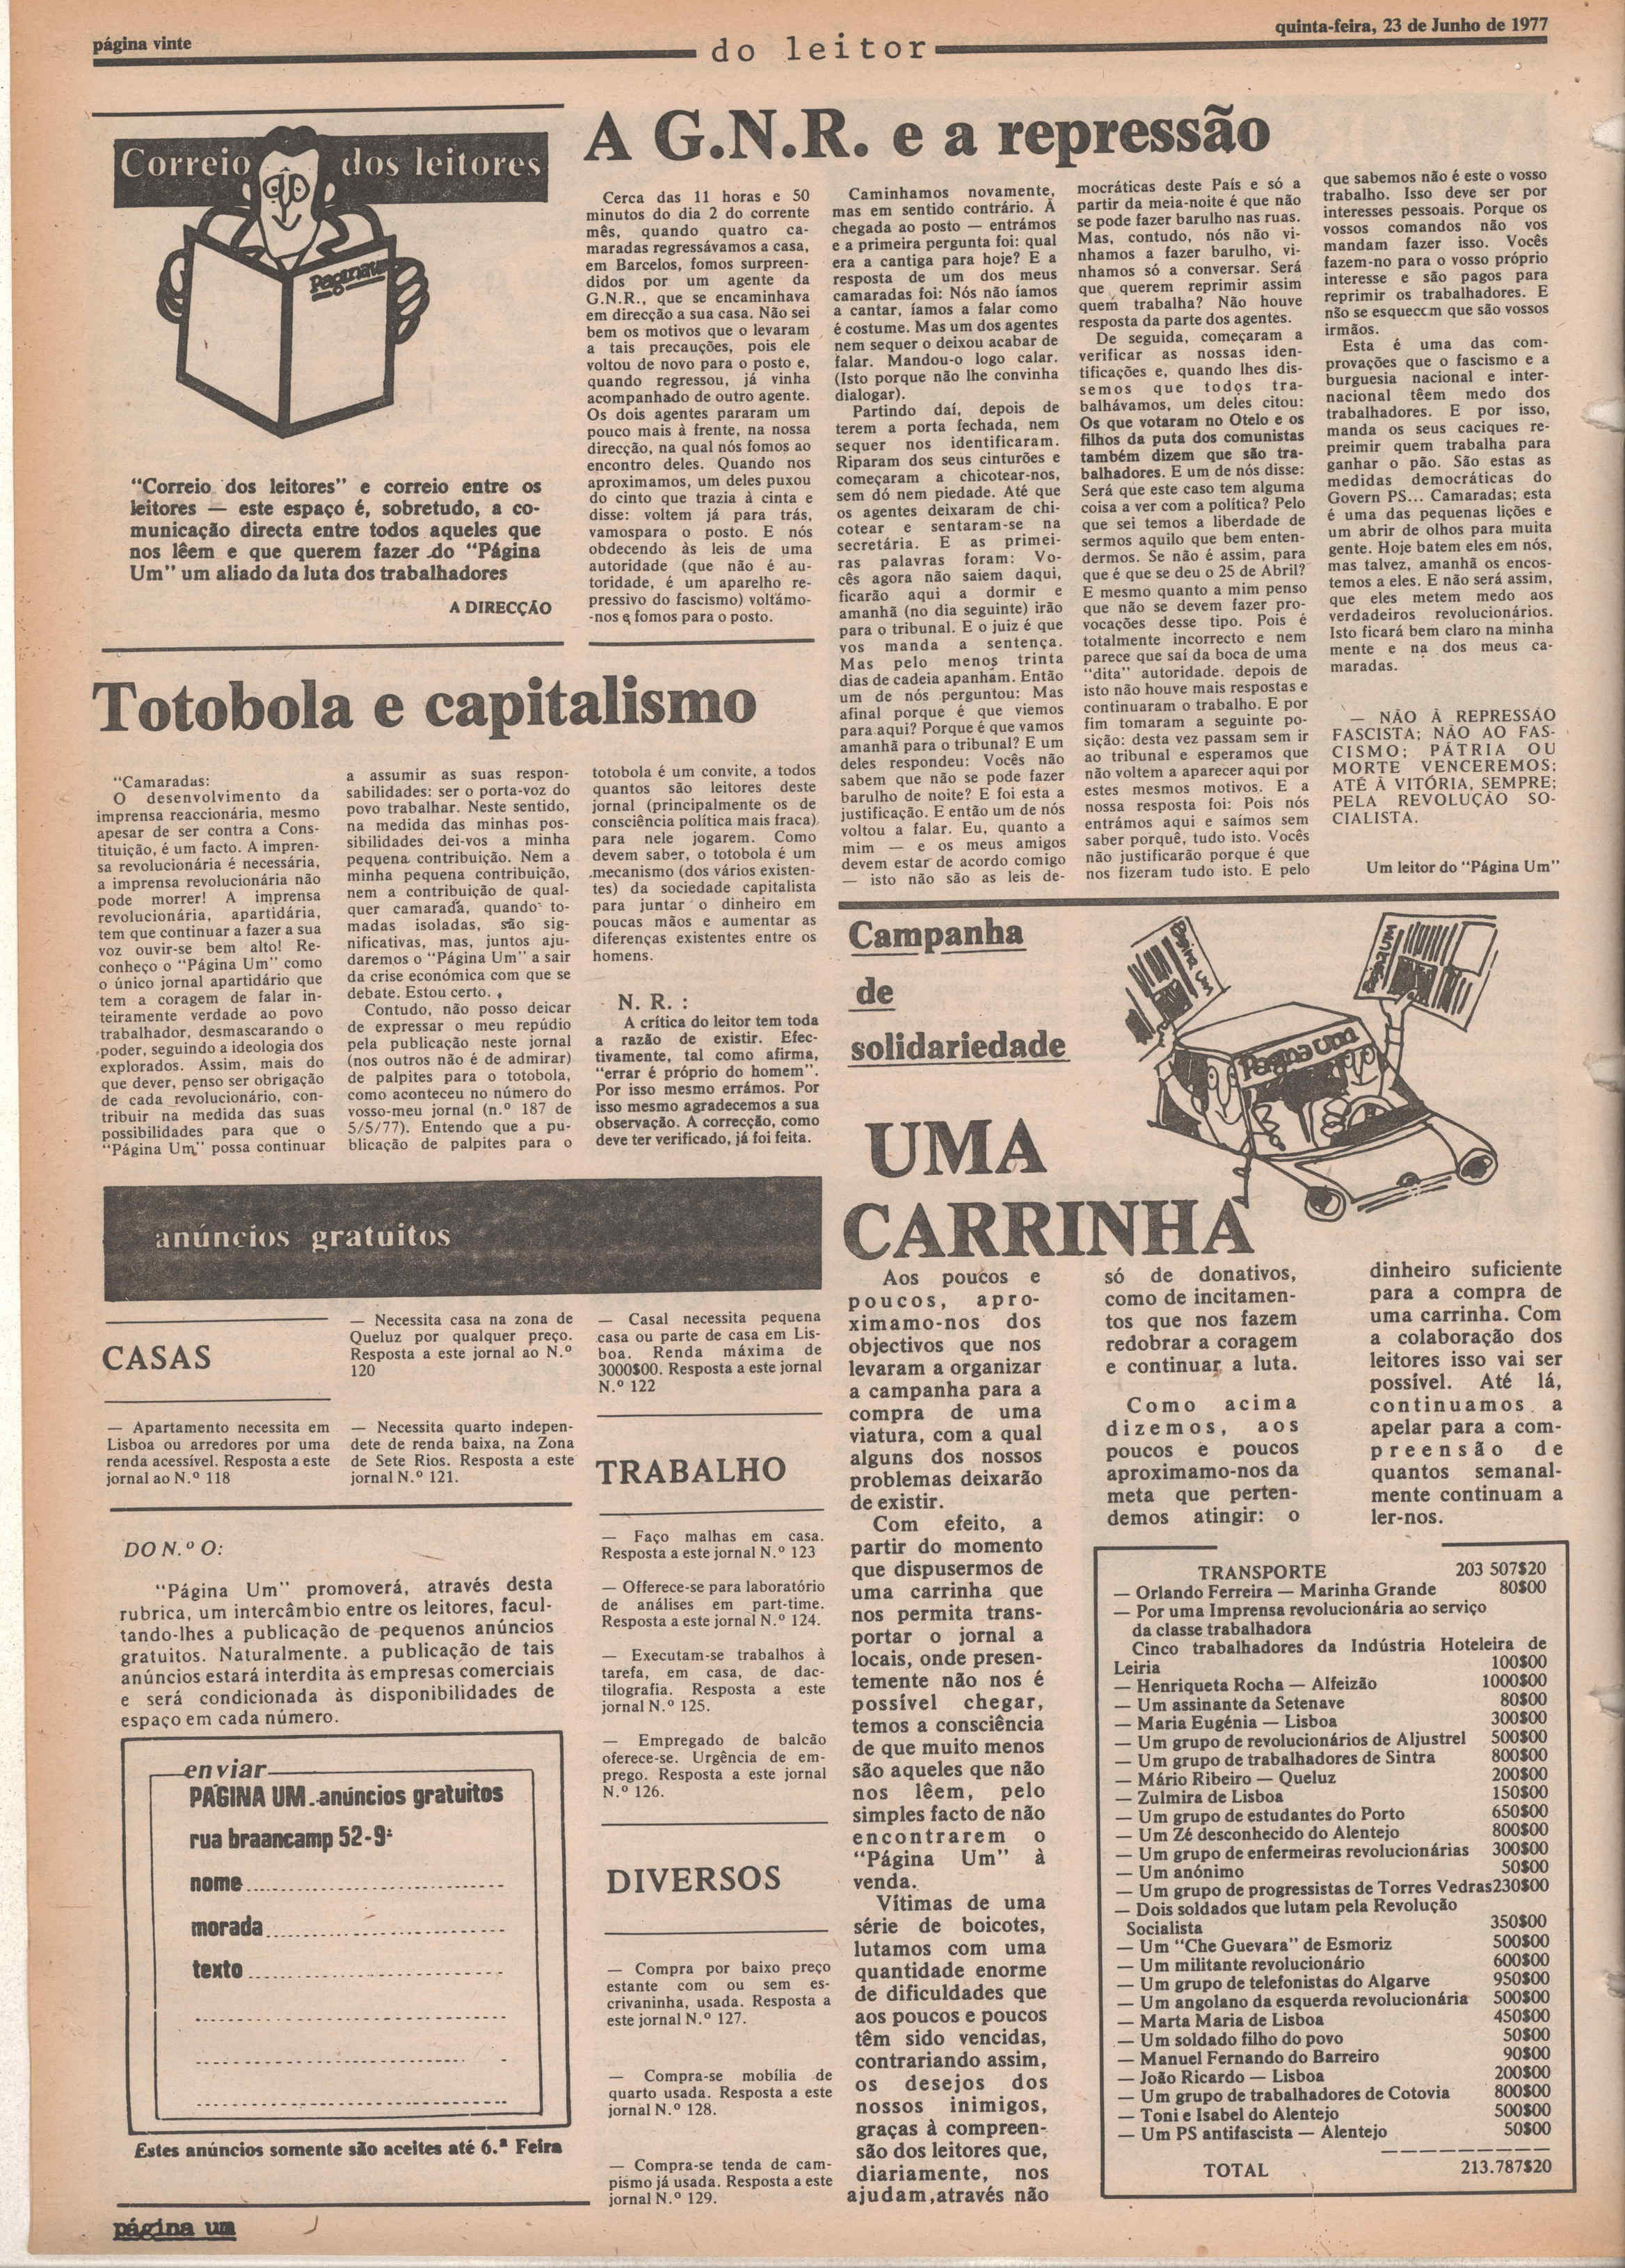 página vinte
do leitor
quinta-feira, 23 de Junho de 1977
Correio dos leitores
Página um
"Correio dos leitores" e correio entre os
leitores — este espaço é, sobretudo, a co-
municação directa entre todos aqueles que
nos lêem e que querem fazer do "Página
Um" um aliado da luta dos trabalhadores
A DIRECÇÃO
A G.N.R. e a repressão
Cerca das 11 horas e 50
minutos do dia 2 do corrente
mês, quando quatro ca-
maradas regressávamos a casa,
em Barcelos, fomos surpreen-
didos por um agente da
G.N.R., que se encaminhava
em direcção a sua casa. Não sei
bem os motivos que o levaram
a tais precauções, pois ele
voltou de novo para o posto e,
quando regressou, já vinha
acompanhado de outro agente.
Os dois agentes pararam um
pouco mais à frente, na nossa
direcção, na qual nós fomos ao
encontro deles. Quando nos
aproximamos, um deles puxou
do cinto que trazia à cinta e
disse: voltem já para trás,
vamospara o posto. E nós
obdecendo às leis de uma
autoridade (que não é au-
toridade, é um aparelho re-
pressivo do fascismo) voltámo-
-nos e fomos para o posto.
Caminhamos novamente,
mas em sentido contrário. À
chegada ao posto — entrámos
e a primeira pergunta foi: qual
era a cantiga para hoje? E a
resposta de um dos meus
camaradas foi: Nós não íamos
a cantar, íamos a falar como
é costume. Mas um dos agentes
nem sequer o deixou acabar de
falar. Mandou-o logo calar.
(Isto porque não lhe convinha
dialogar).
Partindo daí, depois de
terem a porta fechada, nem
sequer nos identificaram.
Riparam dos seus cinturões e
começaram a chicotear-nos,
sem dó nem piedade. Até que
os agentes deixaram de chi-
cotear e sentaram-se na
secretária. E as primei-
ras palavras foram: Vo-
cês agora não saiem daqui,
ficarão aqui a dormir e
amanhã (no dia seguinte) irão
para o tribunal. E o juiz é que
vos manda a sentença.
Mas pelo menos trinta
dias de cadeia apanham. Então
um de nós perguntou: Mas
afinal porque é que viemos
para aqui? Porque é que vamos
amanhã para o tribunal? E um
deles respondeu: Vocês não
sabem que não se pode fazer
barulho de noite? E foi esta a
justificação. E então um de nós
voltou a falar. Eu, quanto a
mim — e os meus amigos
devem estar de acordo comigo
— isto não são as leis de-
mocráticas deste País e só a
partir da meia-noite é que não
se pode fazer barulho nas ruas.
Mas, contudo, nós não vi-
nhamos a fazer barulho, vi-
nhamos só a conversar. Será
que querem reprimir assim
quem trabalha? Não houve
resposta da parte dos agentes.
De seguida, começaram a
verificar as nossas iden-
tificações e, quando lhes dis-
semos que todos tra-
balhávamos, um deles citou:
Os que votaram no Otelo e os
filhos da puta dos comunistas
também dizem que são tra-
balhadores. E um de nós disse:
Será que este caso tem alguma
coisa a ver com a política? Pelo
que sei temos a liberdade de
sermos aquilo que bem enten-
dermos. Se não é assim, para
que é que se deu o 25 de Abril?
E mesmo quanto a mim penso
que não se devem fazer pro-
vocações desse tipo. Pois é
totalmente incorrecto e nem
parece que saí da boca de uma
"dita" autoridade. depois de
isto não houve mais respostas e
continuaram o trabalho. E por
fim tomaram a seguinte po-
sição: desta vez passam sem ir
ao tribunal e esperamos que
não voltem a aparecer aqui por
estes mesmos motivos. E a
nossa resposta foi: Pois nós
entrámos aqui e saímos sem
saber porquê, tudo isto. Vocês
não justificarão porque é que
nos fizeram tudo isto. E pelo
que sabemos não é este o vosso
trabalho. Isso deve ser por
interesses pessoais. Porque os
vossos comandos não vos
mandam fazer isso. Vocês
fazem-no para o vosso próprio
interesse e são pagos para
reprimir os trabalhadores. E
não se esquecem que são vossos
irmãos.
Esta é uma das com-
provações que o fascismo e a
burguesia nacional e inter-
nacional têem medo dos
trabalhadores. E por isso,
manda os seus caciques re-
preimir quem trabalha para
ganhar o pão. São estas as
medidas democráticas do
Govern PS... Camaradas; esta
é uma das pequenas lições e
um abrir de olhos para muita
gente. Hoje batem eles em nós,
mas talvez, amanhã os encos-
temos a eles. E não será assim,
que eles metem medo aos
verdadeiros revolucionários.
Isto ficará bem claro na minha
mente e na dos meus ca-
maradas.
— NÃO À REPRESSÃO
FASCISTA; NÃO AO FAS-
CISMO; PÁTRIA OU
MORTE VENCEREMOS;
ATÉ À VITÓRIA, SEMPRE;
PELA REVOLUÇÃO SO-
CIALISTA.
Um leitor do "Página Um"
Totobola e capitalismo
"Camaradas:
O desenvolvimento da
imprensa reaccionária, mesmo
apesar de ser contra a Cons-
tituição, é um facto. A impren-
sa revolucionária é necessária,
a imprensa revolucionária não
pode morrer! A imprensa
revolucionária, apartidária,
tem que continuar a fazer a sua
voz ouvir-se bem alto! Re-
conheço o "Página Um" como
o único jornal apartidário que
tem a coragem de falar in-
teiramente verdade ao povo
trabalhador, desmascarando o
poder, seguindo a ideologia dos
explorados. Assim, mais do
que dever, penso ser obrigação
de cada revolucionário, con-
tribuir na medida das suas
possibilidades para que o
"Página Um," possa continuar
a assumir as suas respon-
sabilidades: ser o porta-voz do
povo trabalhar. Neste sentido,
na medida das minhas pos-
sibilidades dei-vos a minha
pequena contribuição. Nem a
minha pequena contribuição,
nem a contribuição de qual-
quer camarada, quando to-
madas isoladas, são sig-
nificativas, mas, juntos aju-
daremos o "Página Um" a sair
da crise económica com que se
debate. Estou certo.
Contudo, não posso deicar
de expressar o meu repúdio
pela publicação neste jornal
(nos outros não é de admirar)
de palpites para o totobola,
como aconteceu no número do
vosso-meu jornal (n.º 187 de
5/5/77). Entendo que a pu-
blicação de palpites para o
totobola é um convite, a todos
quantos são leitores deste
jornal (principalmente os de
consciência política mais fraca)
para nele jogarem. Como
devem saber, o totobola é um
mecanismo (dos vários existen-
tes) da sociedade capitalista
para juntar o dinheiro em
poucas mãos e aumentar as
diferenças existentes entre os
homens.
N. R. :
A crítica do leitor tem toda
a razão de existir. Efec-
tivamente, tal como afirma,
"errar é próprio do homem".
Por isso mesmo errámos. Por
isso mesmo agradecemos a sua
observação. A correcção, como
deve ter verificado, já foi feita.
anúncios gratuitos
CASAS
— Apartamento necessita em
Lisboa ou arredores por uma
renda acessível. Resposta a este
jornal ao N.º 118
— Necessita casa na zona de
Queluz por qualquer preço.
Resposta a este jornal ao N.º
120
— Necessita quarto indepen-
dete de renda baixa, na Zona
de Sete Rios. Resposta a este
jornal N.º 121.
— Casal necessita pequena
casa ou parte de casa em Lis-
boa. Renda máxima de
3000$00. Resposta a este jornal
N.º 122
TRABALHO
— Faço malhas em casa.
Resposta a este jornal N.º 123
— Offerece-se para laboratório
de análises em part-time.
Resposta a este jornal N.º 124.
— Executam-se trabalhos à
tarefa, em casa, de dac-
tilografia. Resposta a este
jornal N.º 125.
— Empregado de balcão
oferece-se. Urgência de em-
prego. Resposta a este jornal
N.º 126.
DIVERSOS
— Compra por baixo preço
estante com ou sem es-
crivaninha, usada. Resposta a
este jornal N.º 127.
— Compra-se mobília de
quarto usada. Resposta a este
jornal N.º 128.
— Compra-se tenda de cam-
pismo já usada. Resposta a este
jornal N.º 129.
DO N.º O:
"Página Um" promoverá, através desta
rubrica, um intercâmbio entre os leitores, facul-
tando-lhes a publicação de pequenos anúncios
gratuitos. Naturalmente. a publicação de tais
anúncios estará interdita às empresas comerciais
e será condicionada às disponibilidades de
espaço em cada número.
enviar
PÁGINA UM-anúncios gratuitos
rua braancamp 52-9º
nome
morada
texto
Estes anúncios somente são aceites até 6.ª Feira
página um
Campanha
de
solidariedade
Página um
Página um
UMA
CARRINHA
Aos poucos e
poucos, apro-
ximamo-nos dos
objectivos que nos
levaram a organizar
a campanha para a
compra de uma
viatura, com a qual
alguns dos nossos
problemas deixarão
de existir.
Com efeito, a
partir do momento
que dispusermos de
uma carrinha que
nos permita trans-
portar o jornal a
locais, onde presen-
temente não nos é
possível chegar,
temos a consciência
de que muito menos
são aqueles que não
nos lêem, pelo
simples facto de não
encontrarem o
"Página Um" à
venda.
Vítimas de uma
série de boicotes,
lutamos com uma
quantidade enorme
de dificuldades que
aos poucos e poucos
têm sido vencidas,
contrariando assim,
os desejos dos
nossos inimigos,
graças à compreen-
são dos leitores que,
diariamente, nos
ajudam,através não
só de donativos,
como de incitamen-
tos que nos fazem
redobrar a coragem
e continuar a luta.
Como acima
dizemos, aos
poucos e poucos
aproximamo-nos da
meta que perten-
demos atingir: o
dinheiro suficiente
para a compra de
uma carrinha. Com
a colaboração dos
leitores isso vai ser
possível. Até lá,
continuamos a
apelar para a com-
preensão de
quantos semanal-
mente continuam a
ler-nos.
TRANSPORTE 203 507$20
— Orlando Ferreira — Marinha Grande 80$00
— Por uma Imprensa revolucionária ao serviço
da classe trabalhadora
Cinco trabalhadores da Indústria Hoteleira de
Leiria 100$00
— Henriqueta Rocha — Alfeizão 1000$00
— Um assinante da Setenave 80$00
— Maria Eugénia — Lisboa 300$00
— Um grupo de revolucionários de Aljustrel 500$00
— Um grupo de trabalhadores de Sintra 800$00
— Mário Ribeiro — Queluz 200$00
— Zulmira de Lisboa 150$00
— Um grupo de estudantes do Porto 650$00
— Um Zé desconhecido do Alentejo 800$00
— Um grupo de enfermeiras revolucionárias 300$00
— Um anónimo 50$00
— Um grupo de progressistas de Torres Vedras230$00
— Dois soldados que lutam pela Revolução
Socialista 350$00
— Um "Che Guevara" de Esmoriz 500$00
— Um militante revolucionário 600$00
— Um grupo de telefonistas do Algarve 950$00
— Um angolano da esquerda revolucionária 500$00
— Marta Maria de Lisboa 450$00
— Um soldado filho do povo 50$00
— Manuel Fernando do Barreiro 90$00
— João Ricardo — Lisboa 200$00
— Um grupo de trabalhadores de Cotovia 800$00
— Toni e Isabel do Alentejo 500$00
— Um PS antifascista — Alentejo 50$00
TOTAL 213.787$20